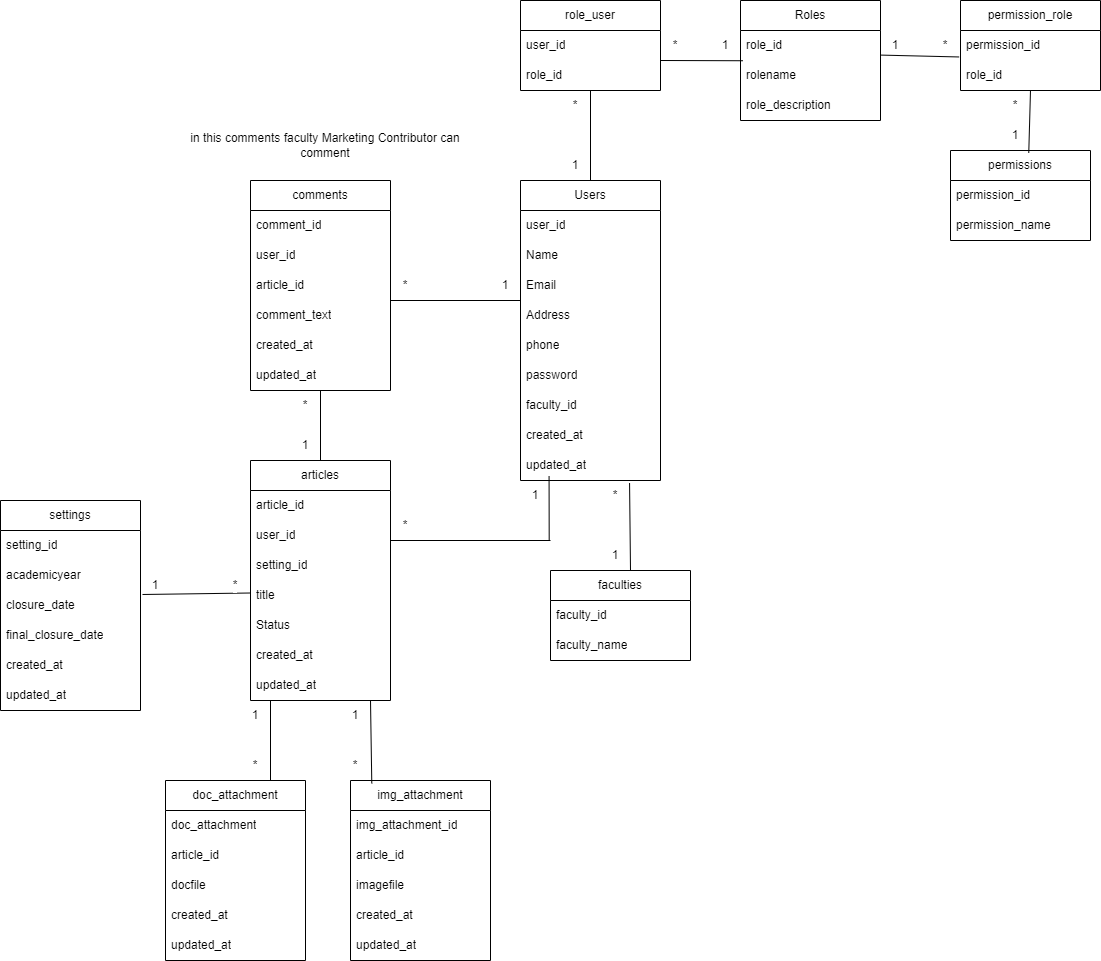 role_user
user_id
role_id
*
1
Roles
role_id
rolename
role_description
*
1
1
*
permission_role
permission_id
role_id
*
1
permissions
permission_id
permission_name
in this comments faculty Marketing Contributor can
comment
comments
comment_id
user_id
article_id
comment_text
created_at
updated_at
*
1
*
1
Users
user_id
Name
Email
Address
phone
password
faculty_id
created_at
updated_at
1
*
*
1
articles
article_id
user_id
setting_id
title
Status
created_at
updated_at
settings
setting_id
academicyear
closure_date
final_closure_date
created_at
updated_at
1
*
faculties
faculty_id
faculty_name
1
*
1
*
doc_attachment
doc_attachment
article_id
docfile
created_at
updated_at
img_attachment
img_attachment_id
article_id
imagefile
created_at
updated_at